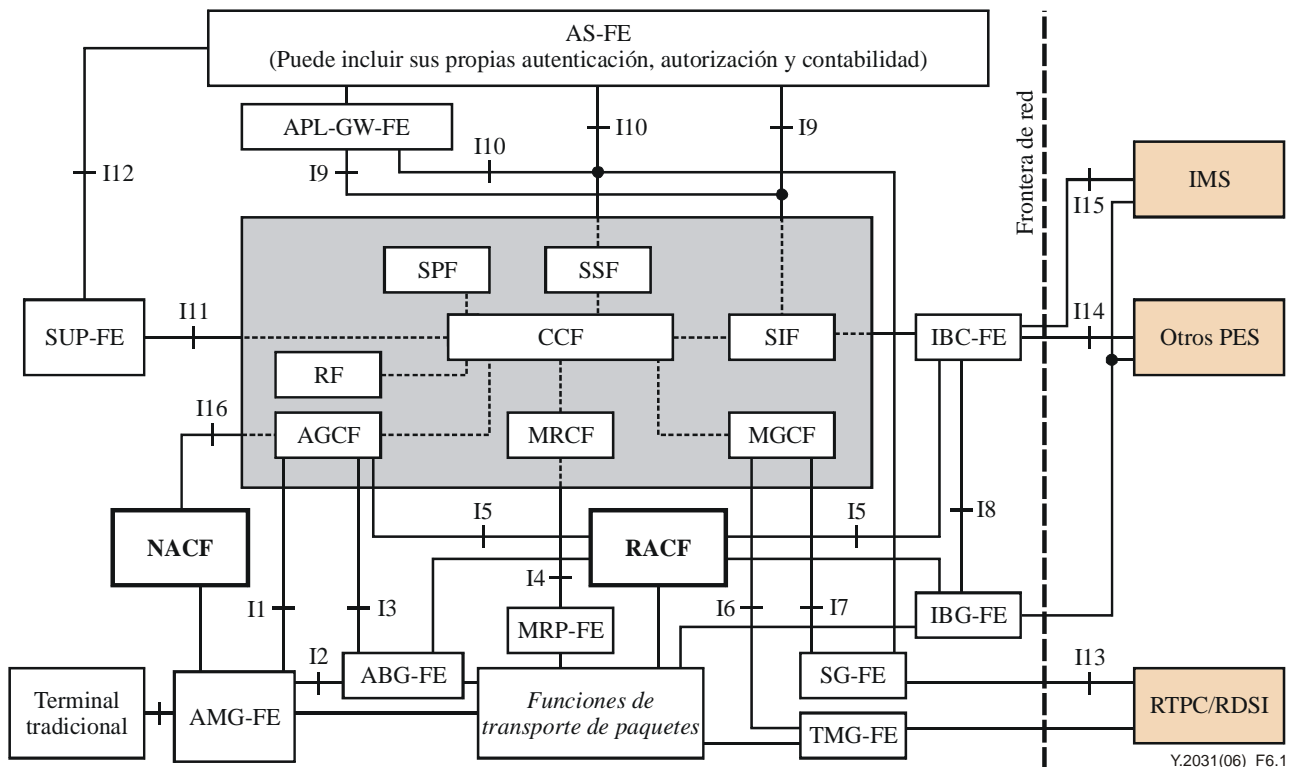 AS-FE
(Puede incluir sus propias autenticación, autorización y contabilidad)
Frontera de red
APL-GW-FE
I10
I10
I9
I12
I9
IMS
I15
SPF
SSF
I11
I14
SUP-FE
CCF
SIF
IBC-FE
Otros PES
RF
I16
AGCF
MRCF
MGCF
I5
I5
I8
NACF
RACF
I4
I1
I3
I6
I7
IBG-FE
MRP-FE
I2
I13
ABG-FE
SG-FE
Terminal
tradicional
AMG-FE
Funciones de
transporte de paquetes
RTPC/RDSI
TMG-FE
Y.2031(06)_F6.1